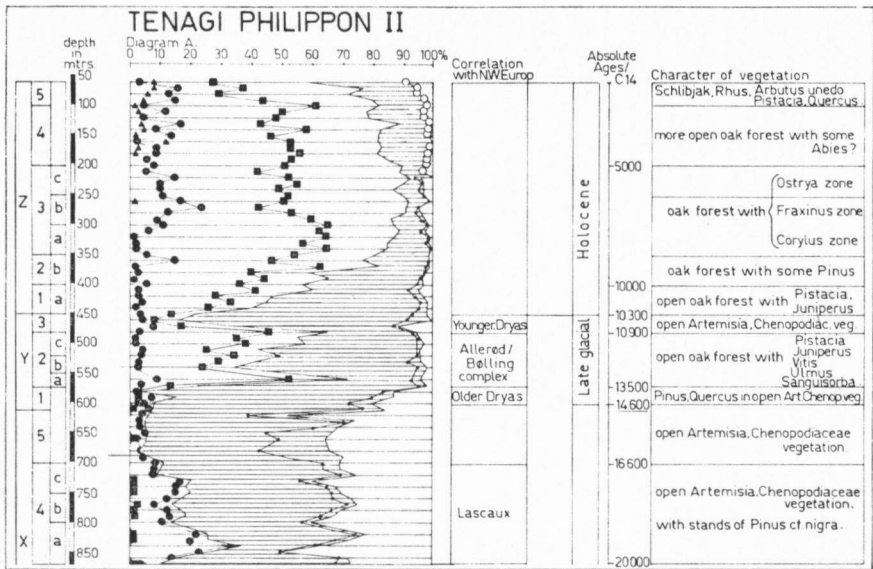 TENAGI PHILIPPON II
depth
in
mtrs.
Diagram A.
0 10 20 30 40 50 60 70 80 90 100%
Correlation
with NW Europ
Absolute
Ages/
C14
Character of vegetation
50
100
150
200
250
300
350
400
450
500
550
600
650
700
750
800
850
Z
5
4
3
c
b
a
2
b
1
a
Y
3
2
c
b
a
1
X
5
4
c
b
a
Younger. Dryas
Allerød/
Bølling
complex
Older Dryas
Lascaux
Holocene
Late glacial
5000
10000
10300
10900
13500
14600
16600
20000
Schlibjak, Rhus, Arbutus unedo
Pistacia, Quercus
more open oak forest with some
Abies?
oak forest with
Ostrya zone
Fraxinus zone
Corylus zone
oak forest with some Pinus
open oak forest with Pistacia,
Juniperus
open Artemisia, Chenopodiac. veg.
open oak forest with
Pistacia
Juniperus
Vitis
Ulmus
Sanguisorba.
Pinus, Quercus in open Art. Chenop veg.
open Artemisia. Chenopodiaceae
vegetation.
open Artemisia. Chenopodiaceae
vegetation.
with stands of Pinus cf. nigra.